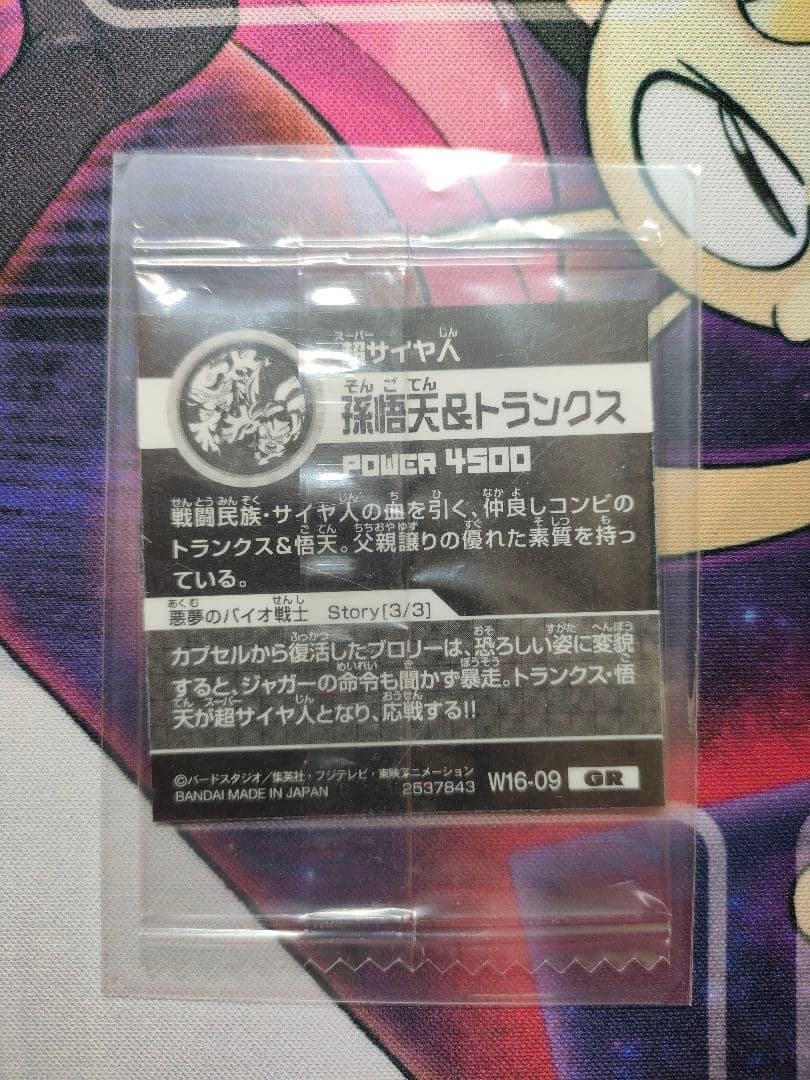 超サイヤ人
孫悟天&トランクス
POWER 4500
戦闘民族・サイヤ人の血を引く、仲良しコンビの
トランクス&悟天。父親譲りの優れた素質を持っ
ている。
悪夢のバイオ戦士 Story[3/3]
カプセルから復活したブロリーは、恐ろしい姿に変貌
すると、ジャガーの命令も聞かず暴走。トランクス・悟
天が超サイヤ人となり、応戦する!!
©バードスタジオ/集英社・フジテレビ・東映アニメーション
BANDAI MADE IN JAPAN 2537843 W16-09 GR